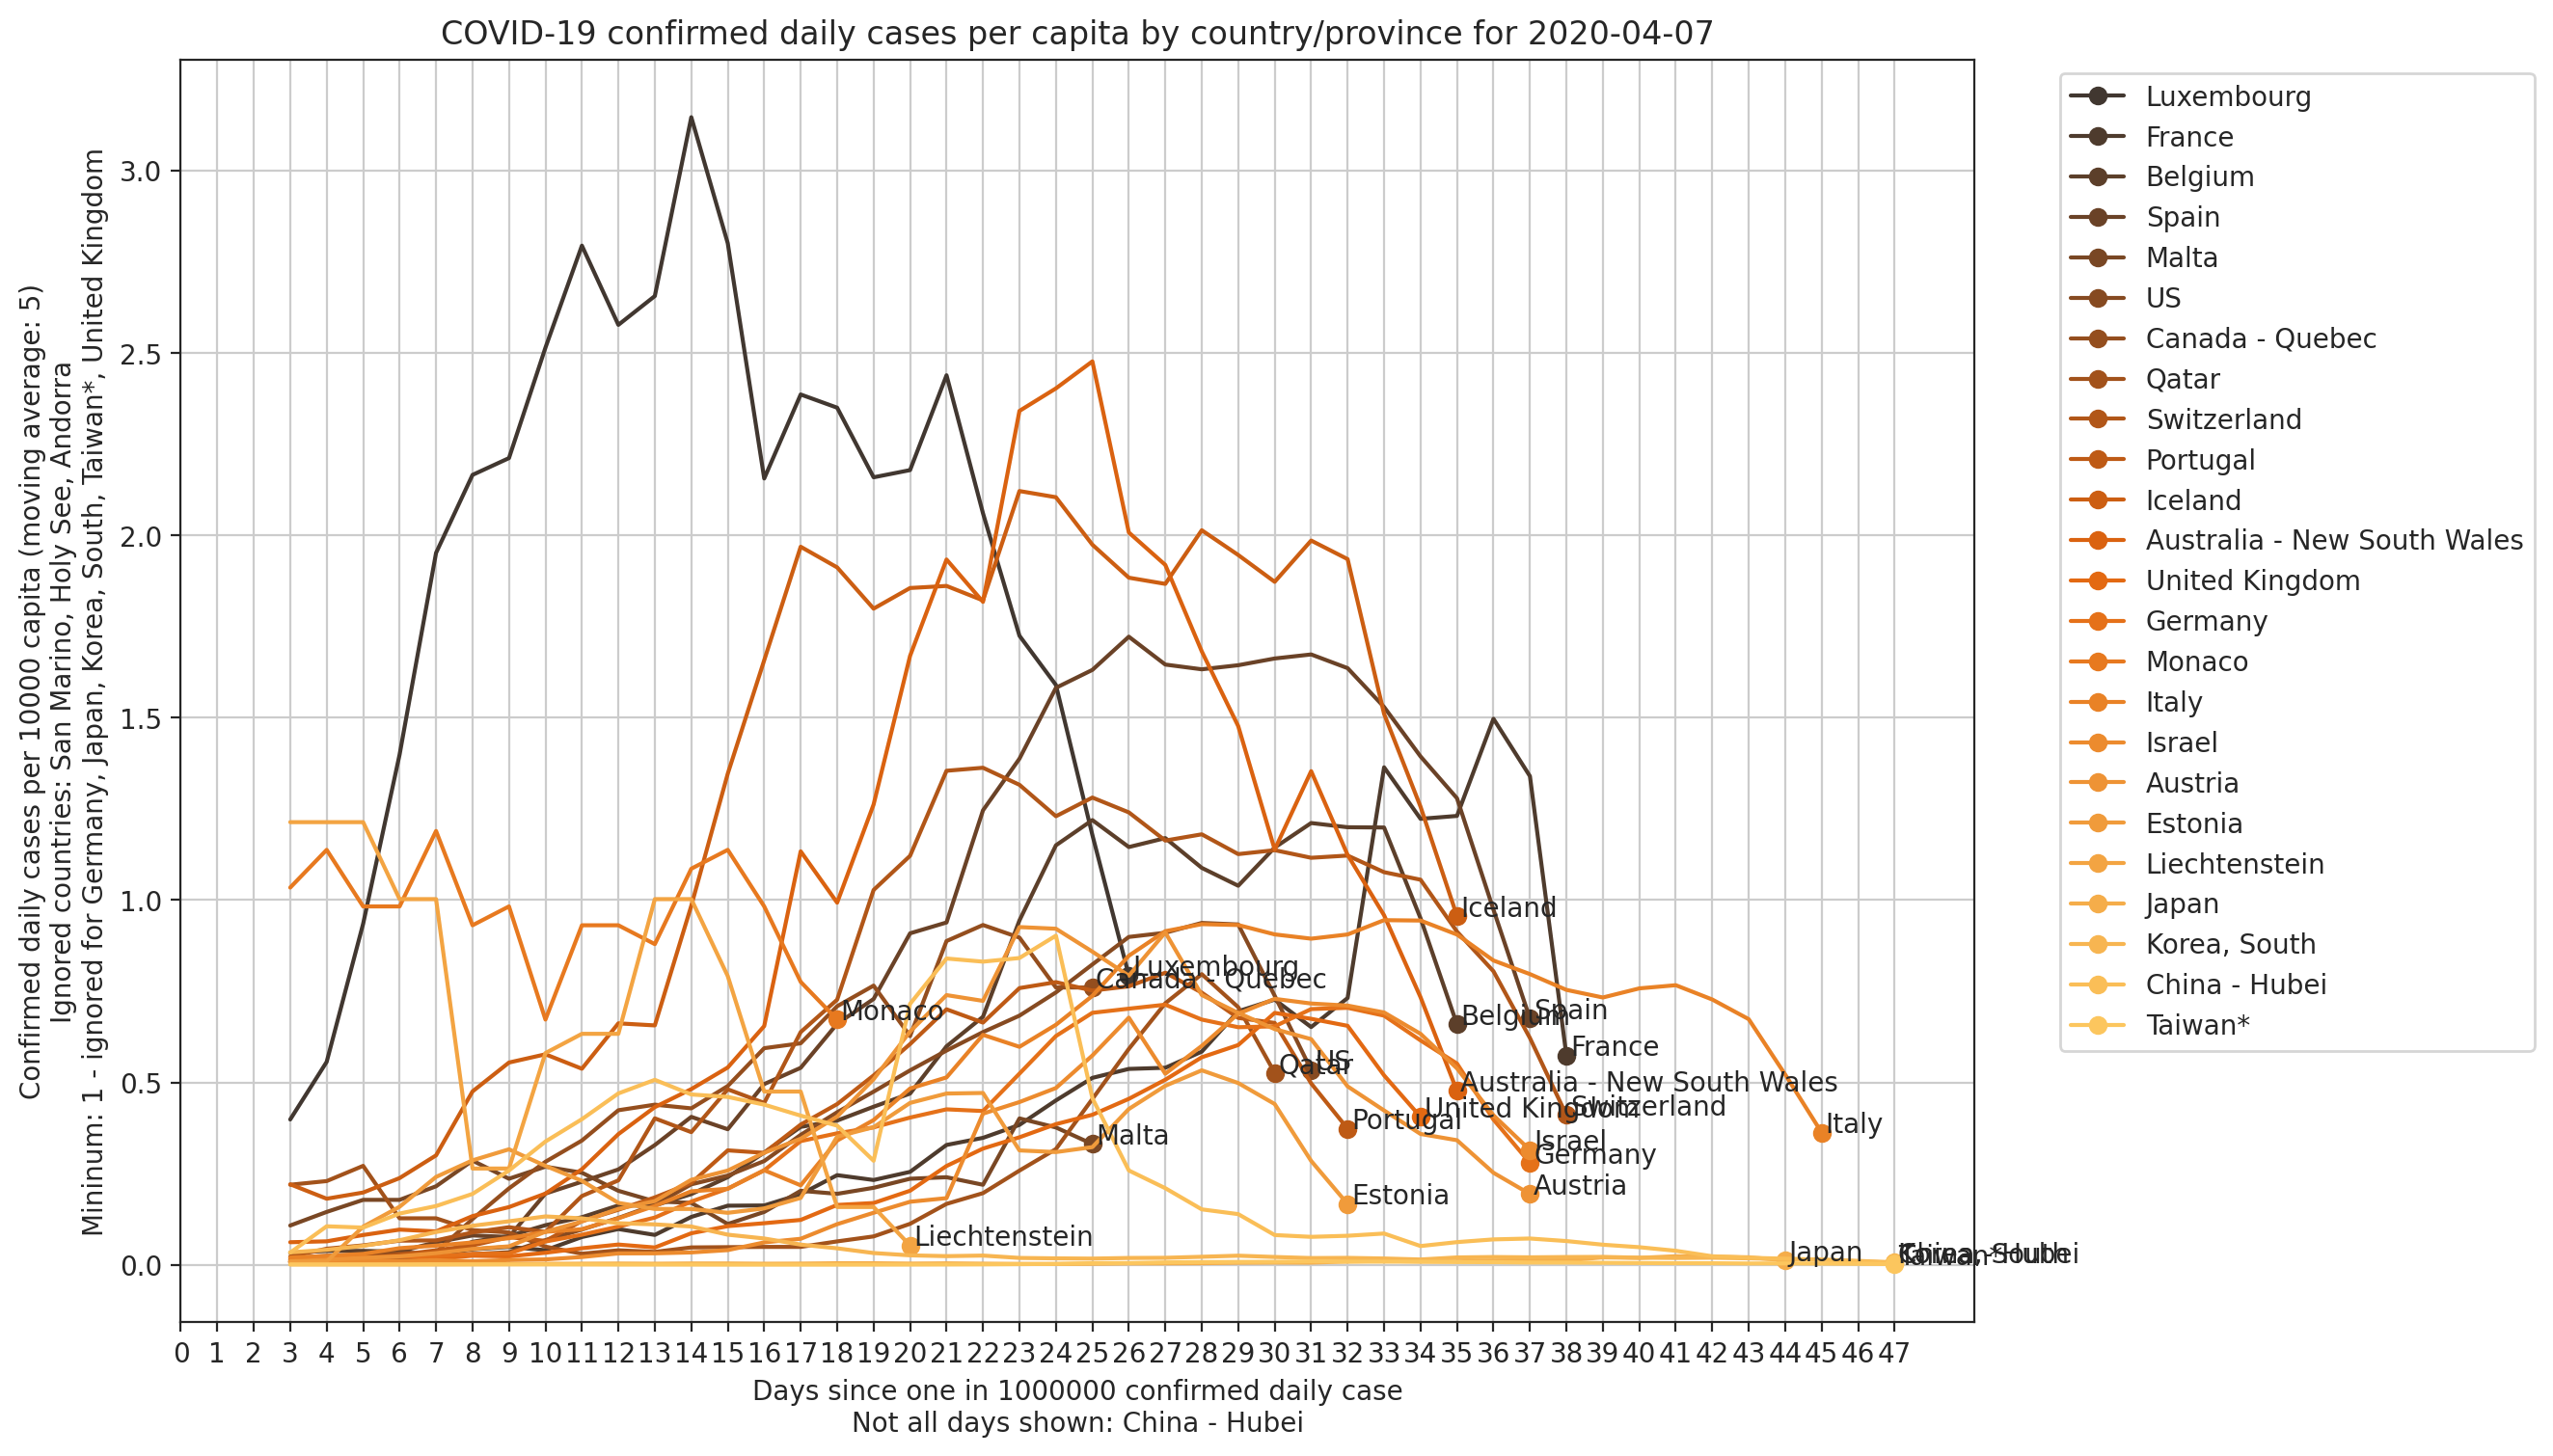 COVID-19 confirmed daily cases per capita by country/province for 2020-04-07
Confirmed daily cases per 10000 capita (moving average: 5)
Ignored countries: San Marino, Holy See, Andorra
Mininum: 1 - ignored for Germany, Japan, Korea, South, Taiwan*, United Kingdom
3.0
2.5
2.0
1.5
1.0
0.5
0.0
Iceland
Luxembourg
Canada - Quebec
Monaco
Spain
Belgium
France
US
Qatar
Australia - New South Wales
United Kingdom
Switzerland
Portugal
Italy
Malta
Israel
Germany
Austria
Estonia
Liechtenstein
Japan
Korea, South
China - Hubei
Taiwan*
0 1 2 3 4 5 6 7 8 9 10 11 12 13 14 15 16 17 18 19 20 21 22 23 24 25 26 27 28 29 30 31 32 33 34 35 36 37 38 39 40 41 42 43 44 45 46 47
Days since one in 1000000 confirmed daily case
Not all days shown: China - Hubei
Luxembourg
France
Belgium
Spain
Malta
US
Canada - Quebec
Qatar
Switzerland
Portugal
Iceland
Australia - New South Wales
United Kingdom
Germany
Monaco
Italy
Israel
Austria
Estonia
Liechtenstein
Japan
Korea, South
China - Hubei
Taiwan*